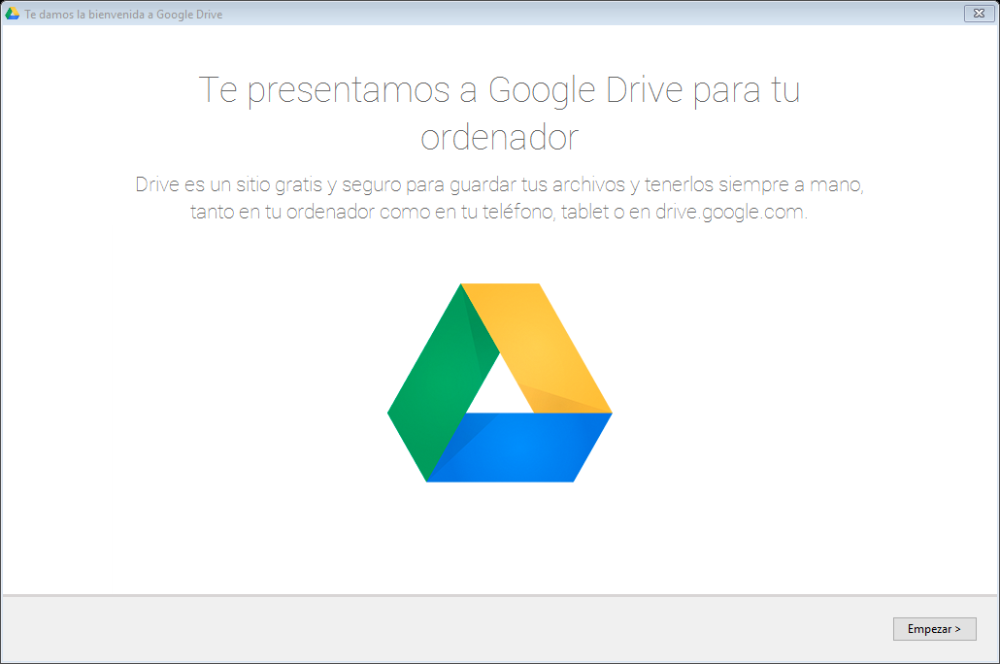 Te damos la bienvenida a Google Drive
Te presentamos a Google Drive para tu
ordenador
Drive es un sitio gratis y seguro para guardar tus archivos y tenerlos siempre a mano,
tanto en tu ordenador como en tu teléfono, tablet o en drive.google.com.
Empezar >